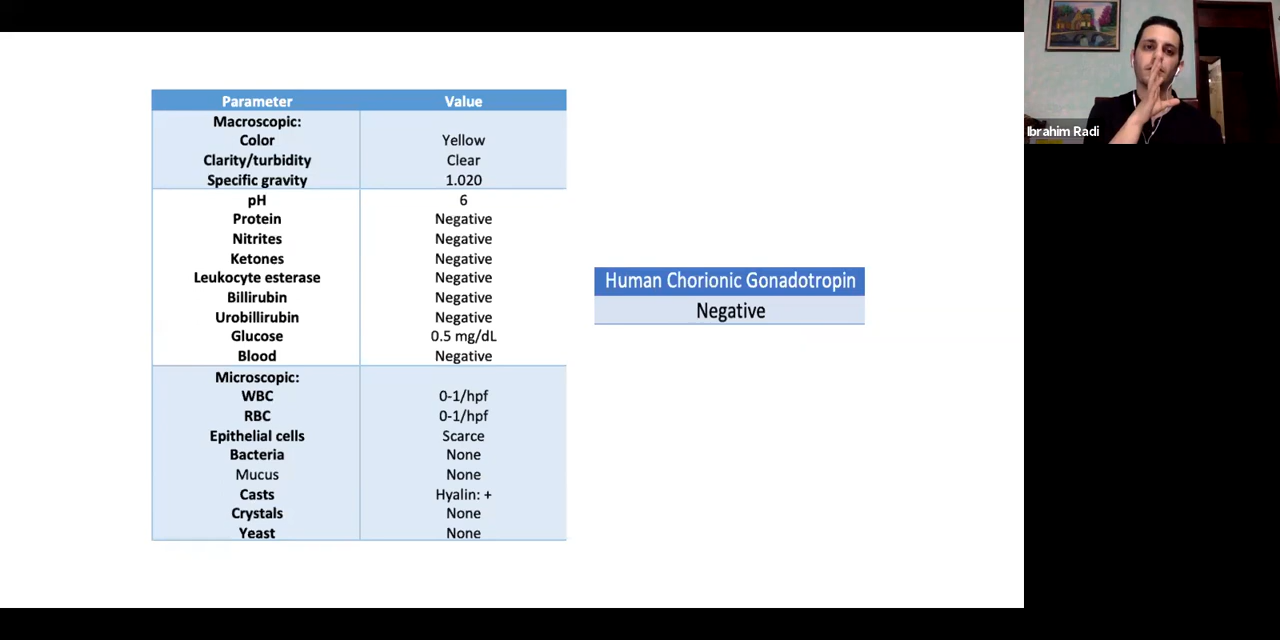 Parameter Value
Macroscopic:
Color Yellow
Clarity/turbidity Clear
Specific gravity 1.020
pH 6
Protein Negative
Nitrites Negative
Ketones Negative
Leukocyte esterase Negative
Billirubin Negative
Urobillirubin Negative
Glucose 0.5 mg/dL
Blood Negative
Microscopic:
WBC 0-1/hpf
RBC 0-1/hpf
Epithelial cells Scarce
Bacteria None
Mucus None
Casts Hyalin: +
Crystals None
Yeast None
Human Chorionic Gonadotropin
Negative
Ibrahim Radi